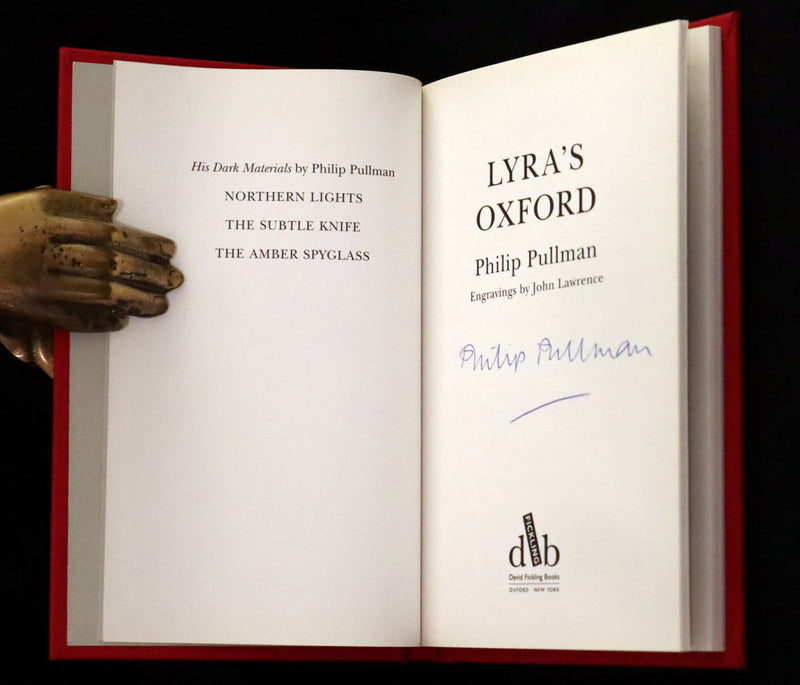 His Dark Materials by Philip Pullman
NORTHERN LIGHTS
THE SUBTLE KNIFE
THE AMBER SPYGLASS
LYRA'S
OXFORD
Philip Pullman
Engravings by John Lawrence
Philip Pullman
FICKLING
d b
David Fickling Books
OXFORD · NEW YORK